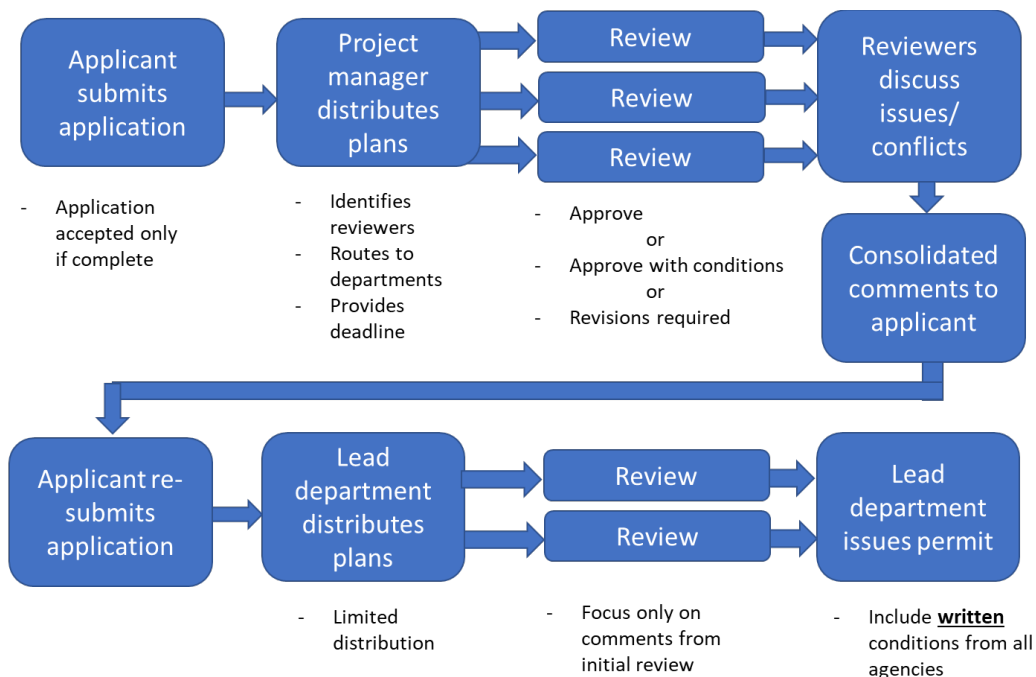 Applicant
submits
application
Project
manager
distributes
plans
Review
Review
Review
Reviewers
discuss
issues/
conflicts
- Application
accepted only
if complete
- Identifies
reviewers
- Routes to
departments
- Provides
deadline
- Approve
or
- Approve with conditions
or
- Revisions required
Consolidated
comments to
applicant
Applicant re-
submits
application
Lead
department
distributes
plans
Review
Review
Lead
department
issues permit
- Limited
distribution
- Focus only on
comments from
initial review
- Include written
conditions from all
agencies